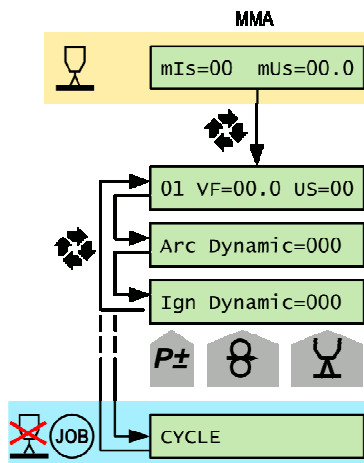 MMA
mIs=00 mUs=00.0
01 VF=00.0 US=00
Arc Dynamic=000
Ign Dynamic=000
P±
JOB
CYCLE